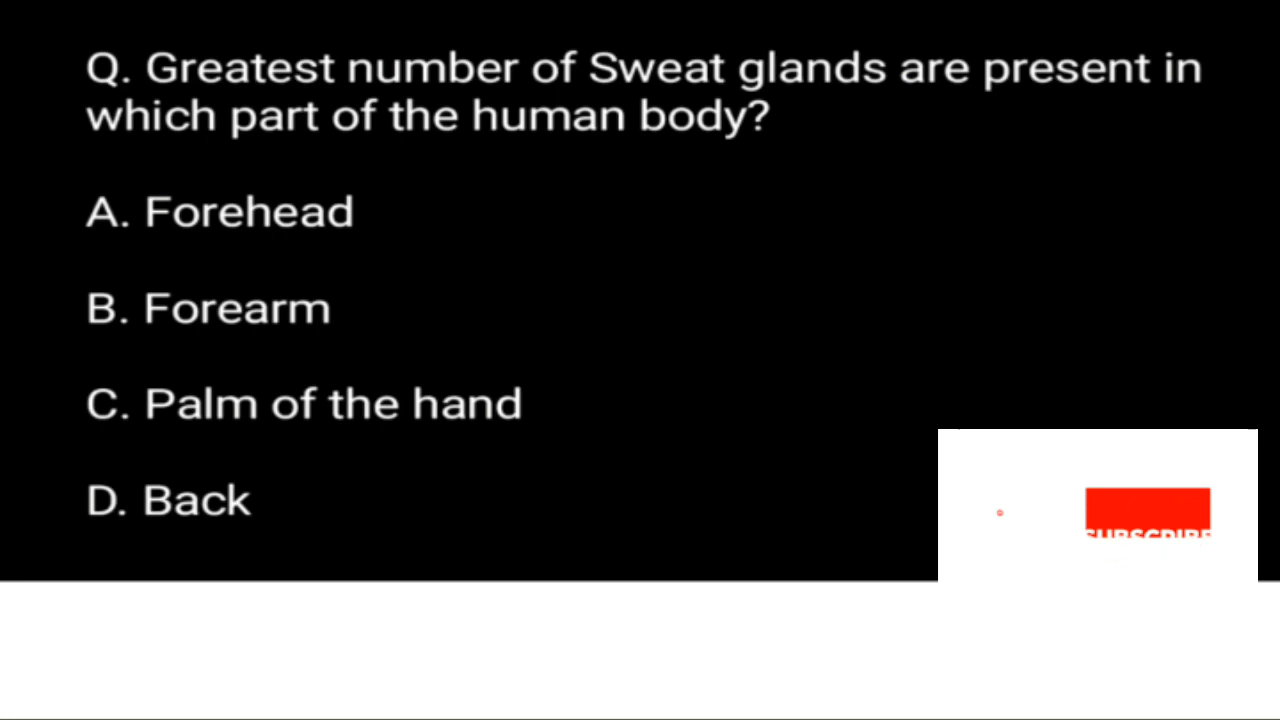 Q. Greatest number of Sweat glands are present in
which part of the human body?
A. Forehead
B. Forearm
C. Palm of the hand
D. Back
SUBSCRIBE